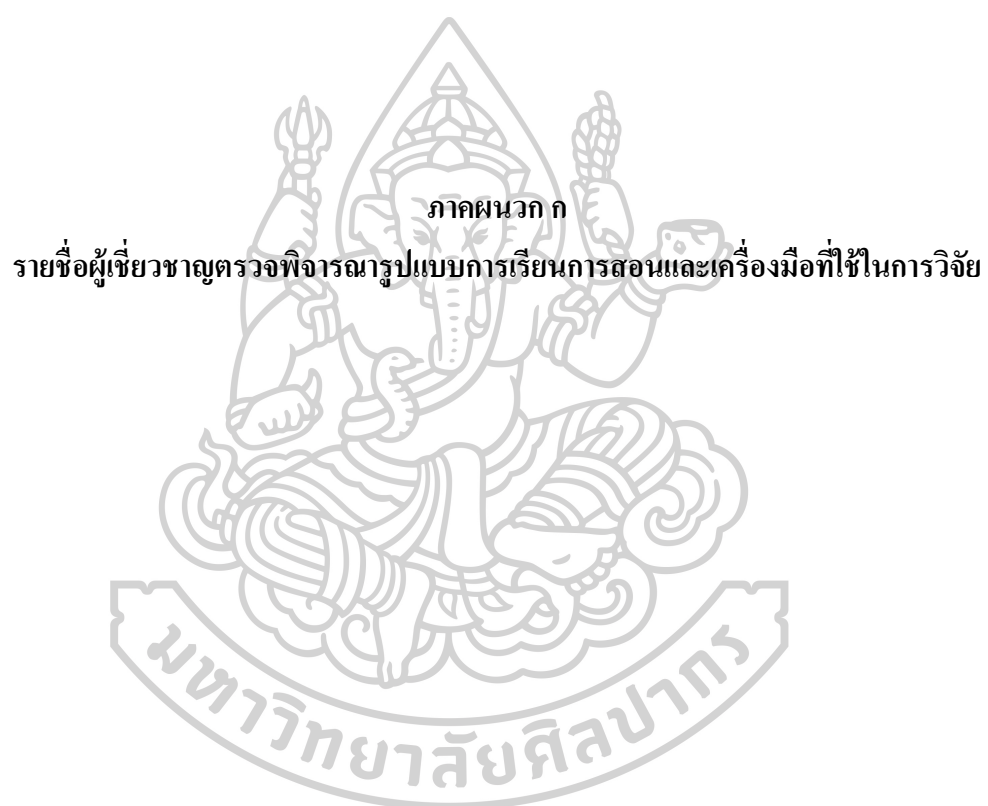 ภาคผนวก ก
รายชื่อผู้เชี่ยวชาญตรวจพิจารณารูปแบบการเรียนการสอนและเครื่องมือที่ใช้ในการวิจัย
มหาวิทยาลัยศิลปากร